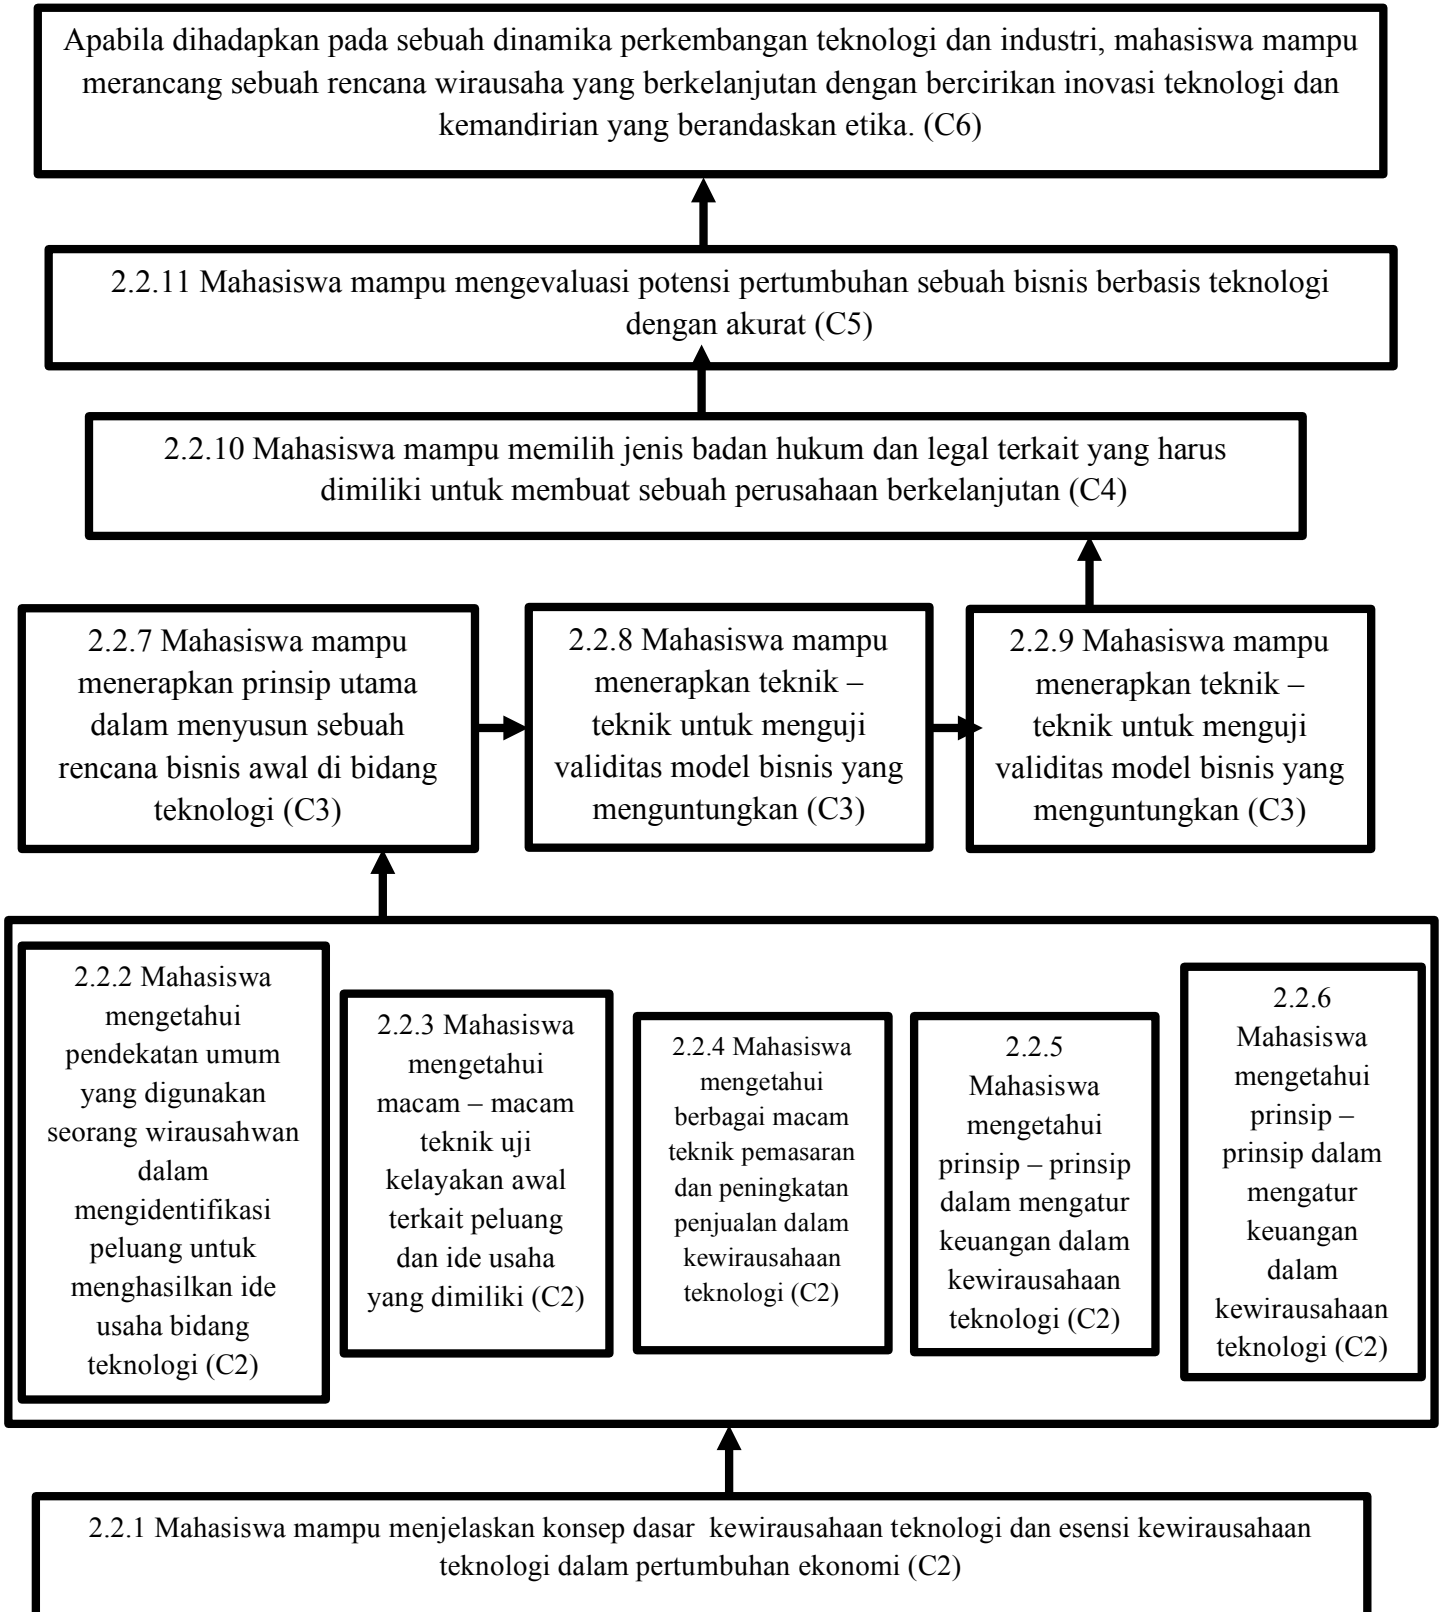 Apabila dihadapkan pada sebuah dinamika perkembangan teknologi dan industri, mahasiswa mampu
merancang sebuah rencana wirausaha yang berkelanjutan dengan bercirikan inovasi teknologi dan
kemandirian yang berandaskan etika. (C6)
2.2.11 Mahasiswa mampu mengevaluasi potensi pertumbuhan sebuah bisnis berbasis teknologi
dengan akurat (C5)
2.2.10 Mahasiswa mampu memilih jenis badan hukum dan legal terkait yang harus
dimiliki untuk membuat sebuah perusahaan berkelanjutan (C4)
2.2.7 Mahasiswa mampu
menerapkan prinsip utama
dalam menyusun sebuah
rencana bisnis awal di bidang
teknologi (C3)
2.2.8 Mahasiswa mampu
menerapkan teknik –
teknik untuk menguji
validitas model bisnis yang
menguntungkan (C3)
2.2.9 Mahasiswa mampu
menerapkan teknik –
teknik untuk menguji
validitas model bisnis yang
menguntungkan (C3)
2.2.2 Mahasiswa
mengetahui
pendekatan umum
yang digunakan
seorang wirausahwan
dalam
mengidentifikasi
peluang untuk
menghasilkan ide
usaha bidang
teknologi (C2)
2.2.3 Mahasiswa
mengetahui
macam – macam
teknik uji
kelayakan awal
terkait peluang
dan ide usaha
yang dimiliki (C2)
2.2.4 Mahasiswa
mengetahui
berbagai macam
teknik pemasaran
dan peningkatan
penjualan dalam
kewirausahaan
teknologi (C2)
2.2.5
Mahasiswa
mengetahui
prinsip – prinsip
dalam mengatur
keuangan dalam
kewirausahaan
teknologi (C2)
2.2.6
Mahasiswa
mengetahui
prinsip –
prinsip dalam
mengatur
keuangan
dalam
kewirausahaan
teknologi (C2)
2.2.1 Mahasiswa mampu menjelaskan konsep dasar  kewirausahaan teknologi dan esensi kewirausahaan
teknologi dalam pertumbuhan ekonomi (C2)